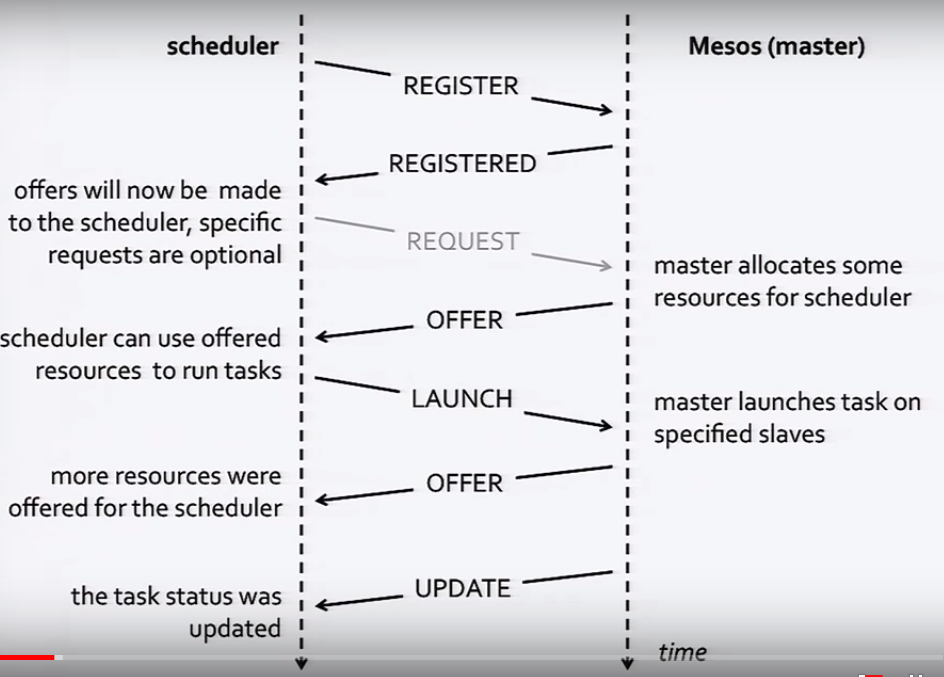 scheduler
Mesos (master)
REGISTER
REGISTERED
offers will now be made
to the scheduler, specific
requests are optional
REQUEST
master allocates some
resources for scheduler
OFFER
scheduler can use offered
resources to run tasks
LAUNCH
master launches task on
specified slaves
OFFER
more resources were
offered for the scheduler
UPDATE
the task status was
updated
time